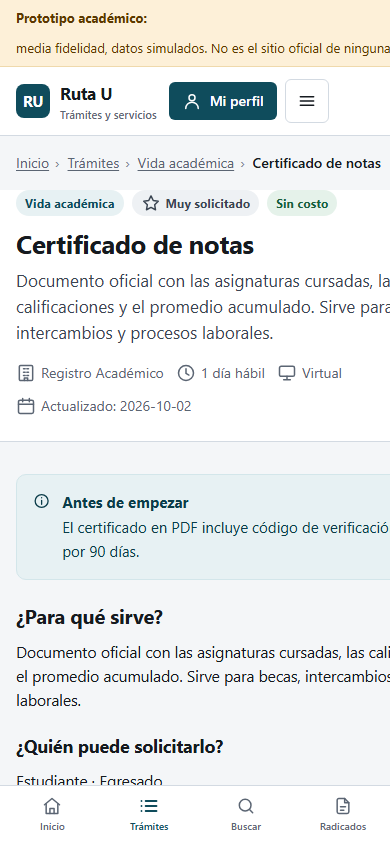 Prototipo académico:
media fidelidad, datos simulados. No es el sitio oficial de ninguna
RU
Ruta U
Trámites y servicios
Mi perfil
Inicio › Trámites › Vida académica › Certificado de notas
Vida académica
Muy solicitado
Sin costo
Certificado de notas
Documento oficial con las asignaturas cursadas, la
calificaciones y el promedio acumulado. Sirve para
intercambios y procesos laborales.
Registro Académico
1 día hábil
Virtual
Actualizado: 2026-10-02
Antes de empezar
El certificado en PDF incluye código de verificació
por 90 días.
¿Para qué sirve?
Documento oficial con las asignaturas cursadas, las cali
el promedio acumulado. Sirve para becas, intercambios
laborales.
¿Quién puede solicitarlo?
Estudiante · Egresado
Inicio
Trámites
Buscar
Radicados